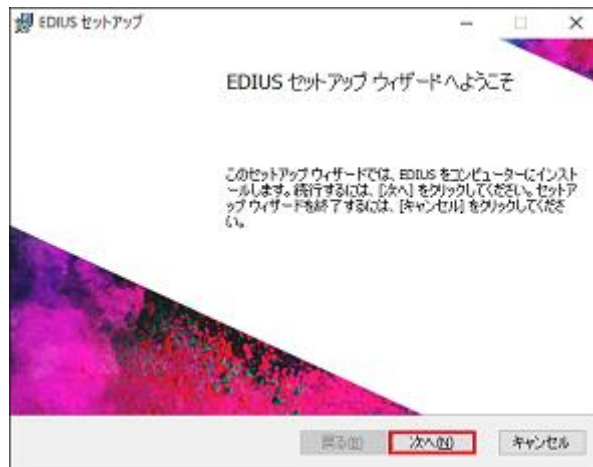 EDIUS セットアップ
EDIUS セットアップ ウィザードへようこそ
このセットアップ ウィザードでは、EDIUS をコンピューターにインスト
ールします。続行するには、[次へ] をクリックしてください。セットア
ップ ウィザードを終了するには、[キャンセル] をクリックしてくださ
い。
戻る(B) 次へ(N) キャンセル